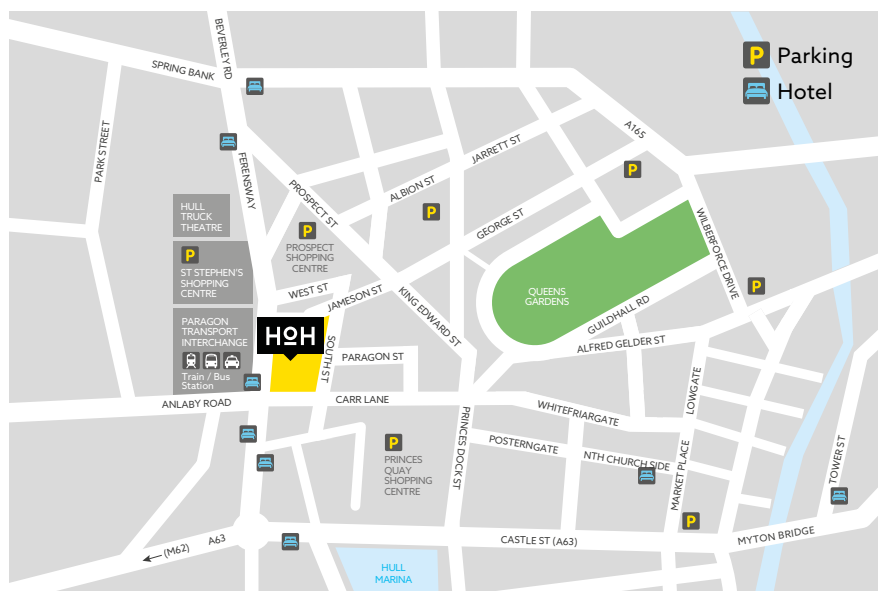 BEVERLEY RD
P Parking
Hotel
SPRING BANK
A165
PARK STREET
JARRETT ST
FERENSWAY
ALBION ST
PROSPECT ST
P
P
HULL
TRUCK
THEATRE
WILBERFORCE DRIVE
GEORGE ST
P
PROSPECT
SHOPPING
CENTRE
P
ST STEPHEN'S
SHOPPING
CENTRE
WEST ST
JAMESON ST
KING EDWARD ST
QUEENS
GARDENS
GUILDHALL RD
P
PARAGON
TRANSPORT
INTERCHANGE
Train / Bus
Station
HOH
SOUTH ST
PARAGON ST
ALFRED GELDER ST
LOWGATE
ANLABY ROAD
CARR LANE
WHITEFRIARGATE
PRINCES DOCK ST
POSTERNGATE
NTH CHURCH SIDE
MARKET PLACE
TOWER ST
P
PRINCES
QUAY
SHOPPING
CENTRE
P
(M62)
A63
CASTLE ST (A63)
MYTON BRIDGE
HULL
MARINA